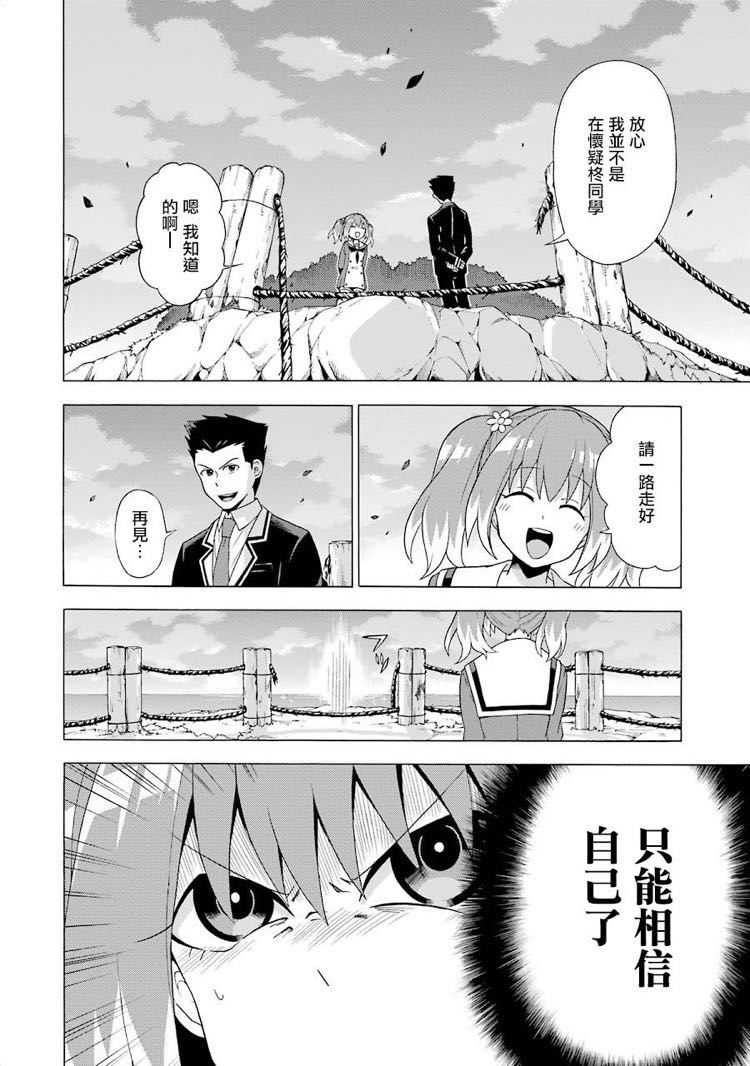 放心
我並不是
在懷疑柊同學
嗯 我知道
的啊ー
請一路走好
再見…
只能相信
自己了